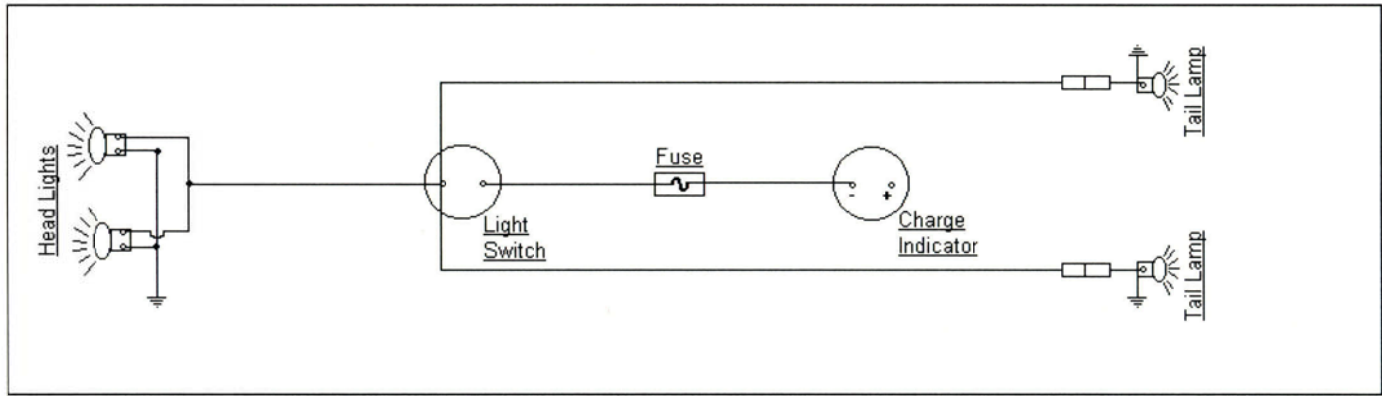 Head Lights
Light
Switch
Fuse
-
+
Charge
Indicator
Tail Lamp
Tail Lamp